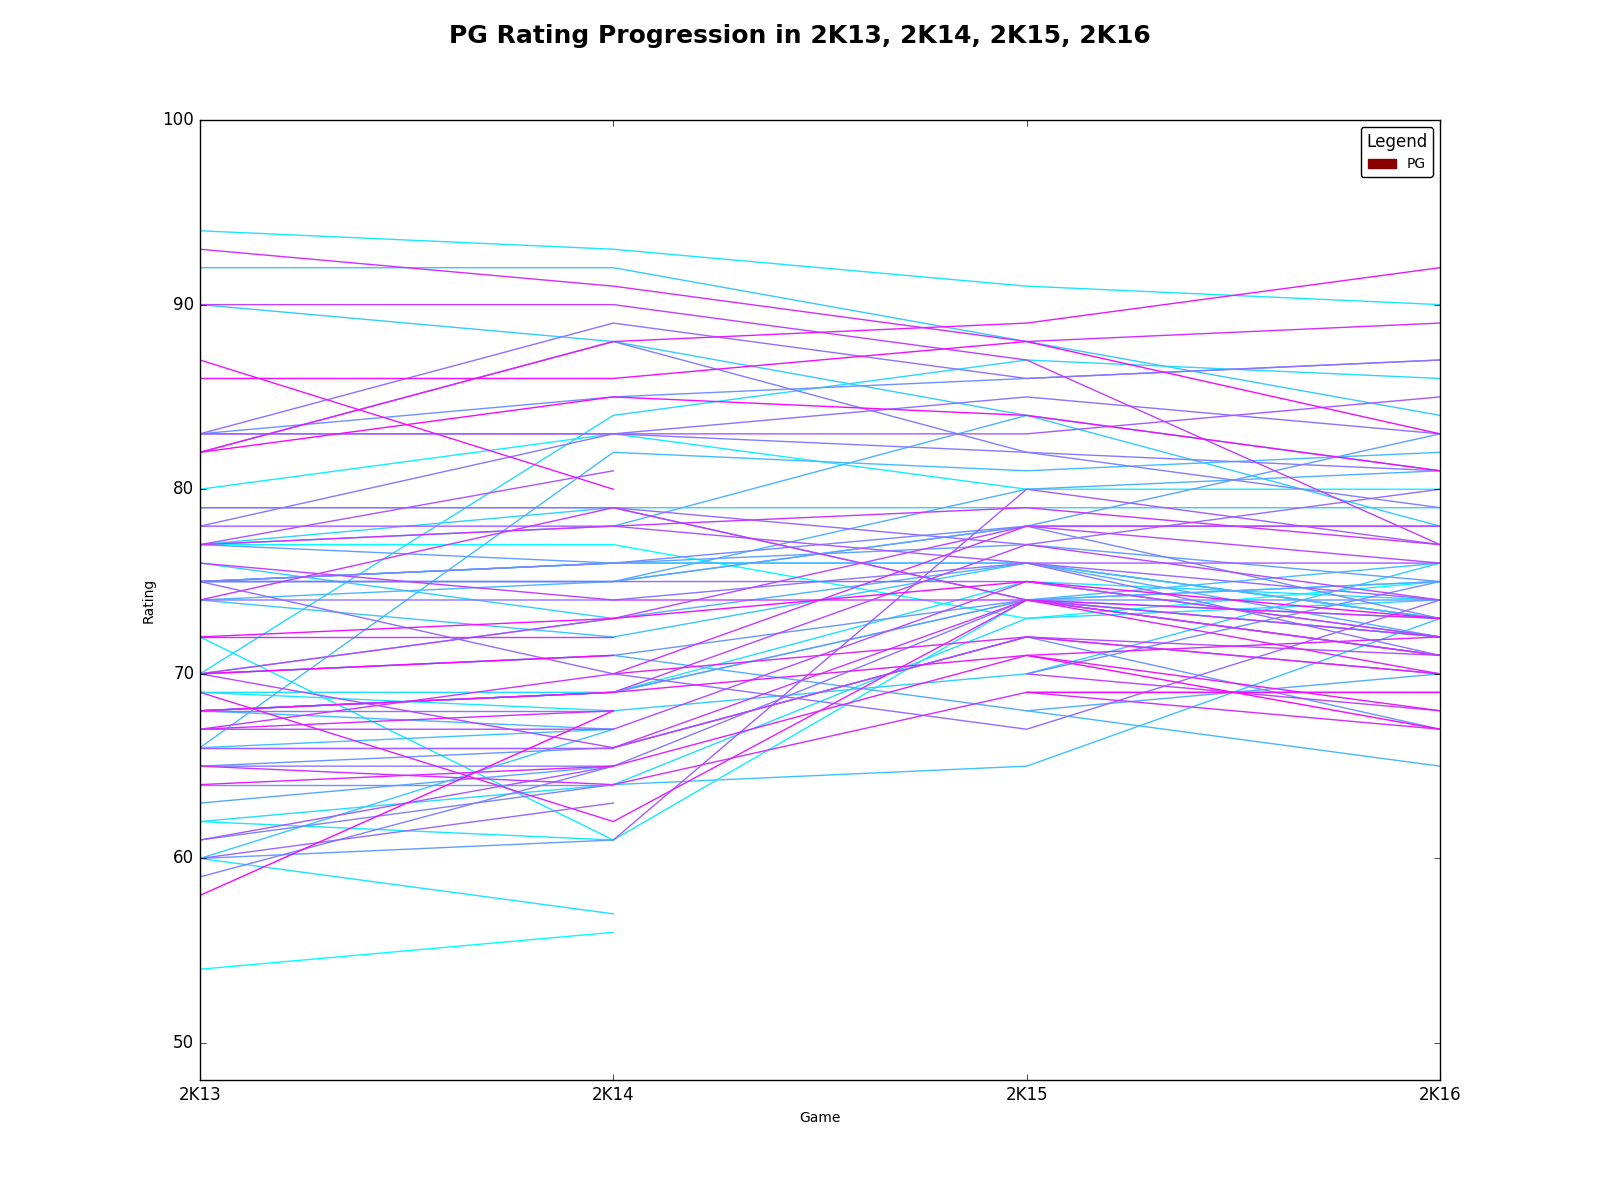 PG Rating Progression in 2K13, 2K14, 2K15, 2K16
100
90
80
70
60
50
Rating
Legend
PG
2K13 2K14 2K15 2K16
Game